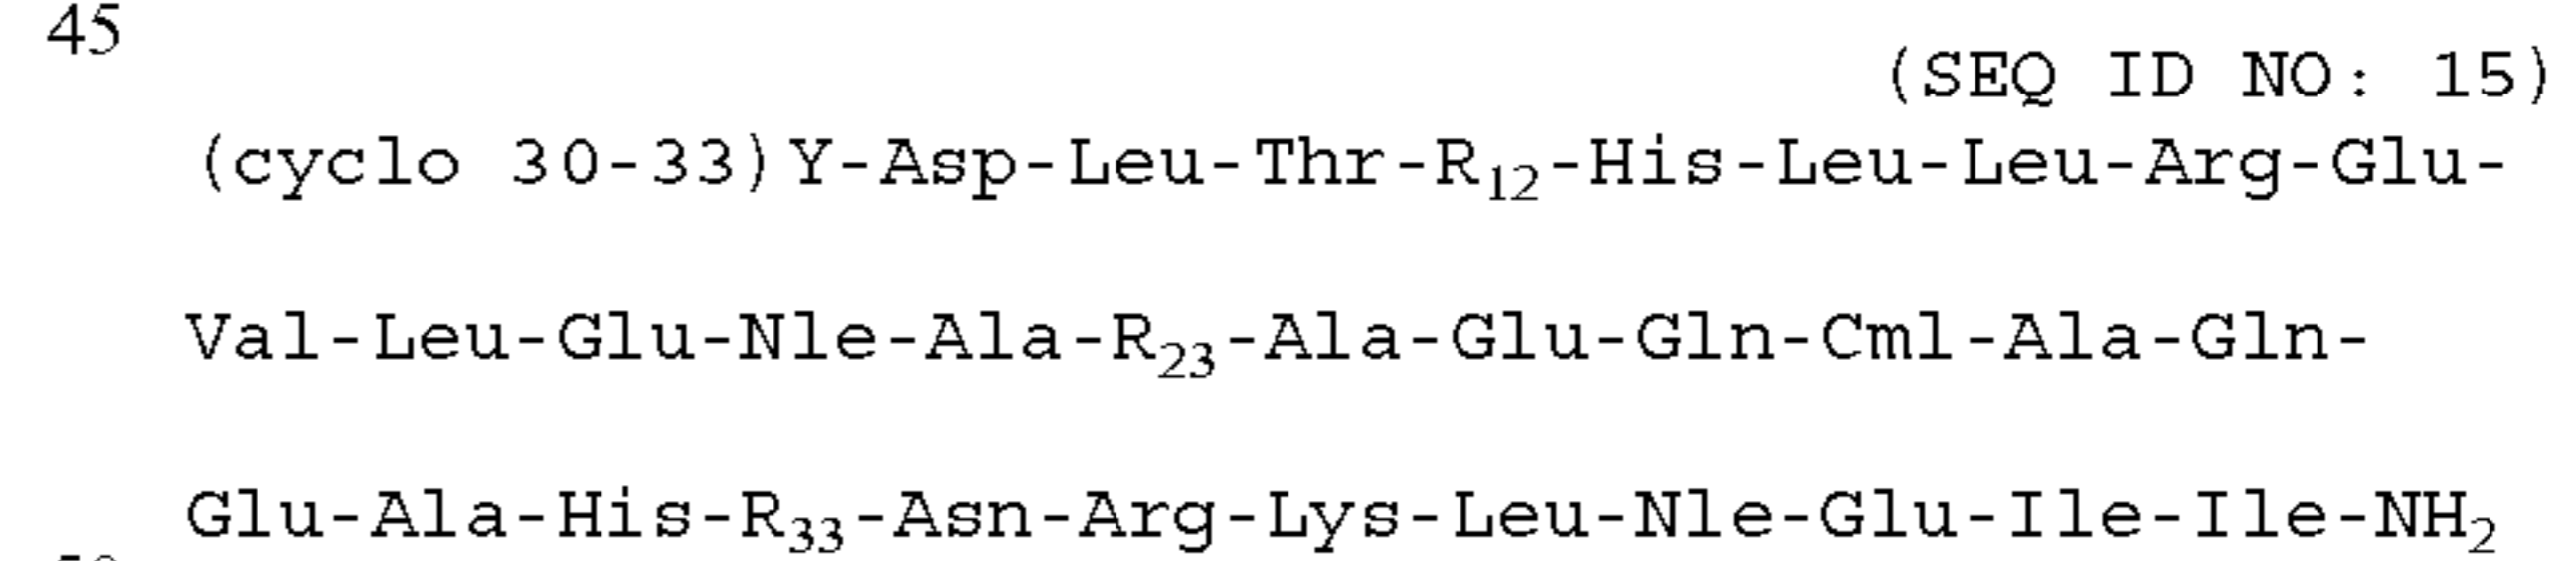 45
(SEQ ID NO: 15)
(cyclo 30-33)Y-Asp-Leu-Thr-R12-His-Leu-Leu-Arg-Glu-
Val-Leu-Glu-Nle-Ala-R23-Ala-Glu-Gln-Cml-Ala-Gln-
Glu-Ala-His-R33-Asn-Arg-Lys-Leu-Nle-Glu-Ile-Ile-NH2